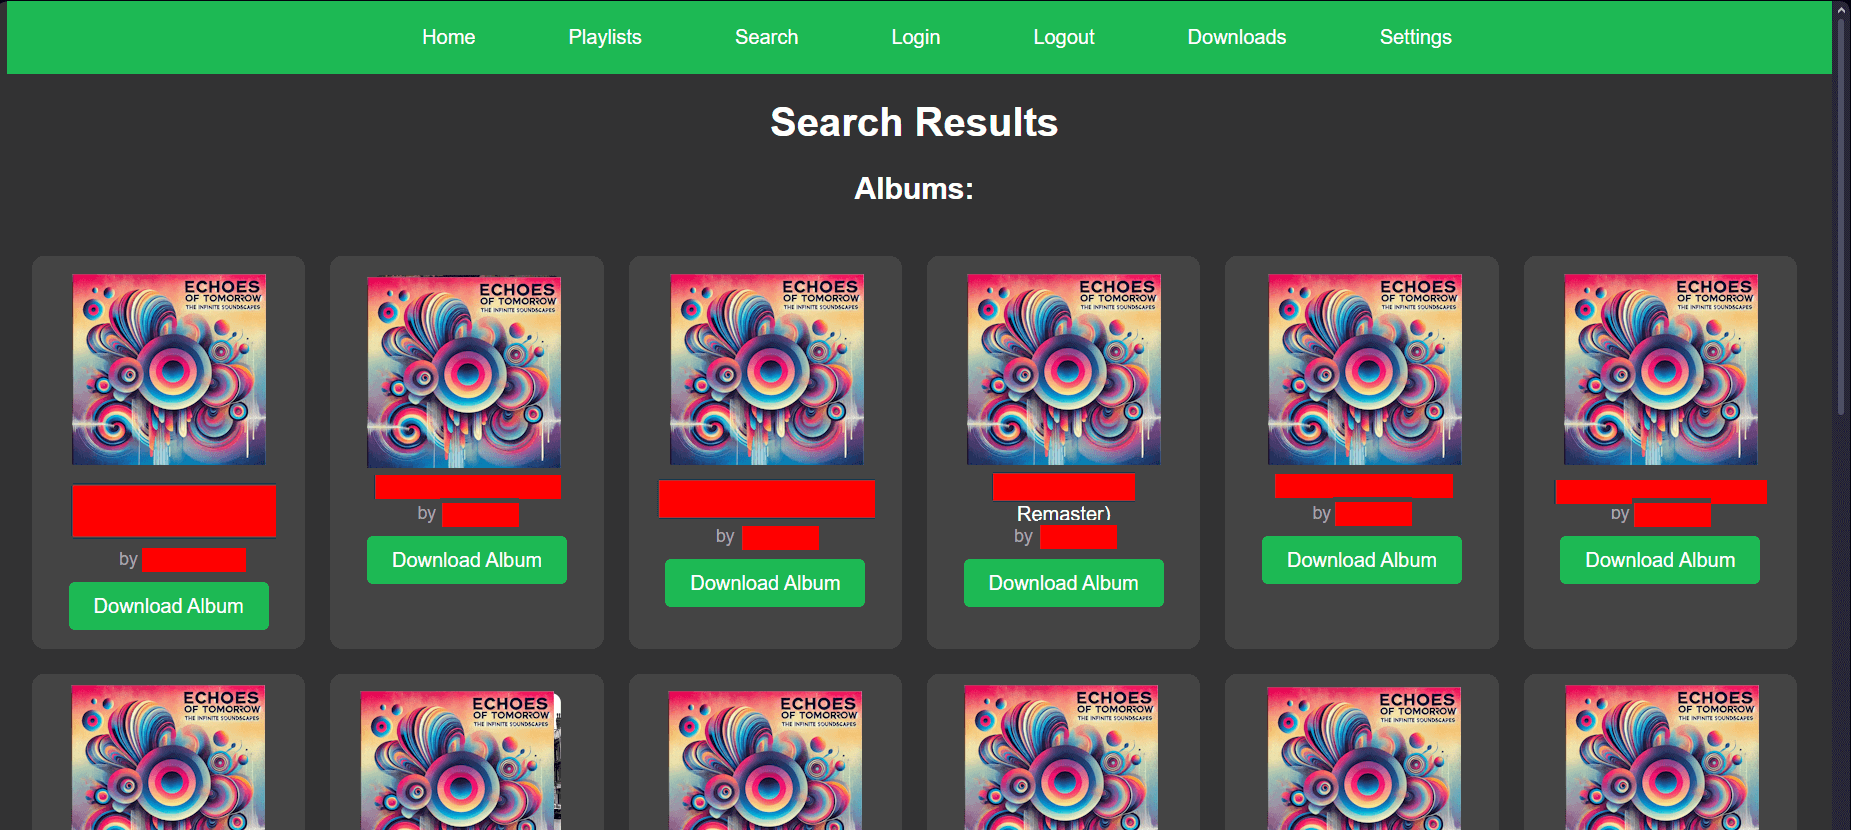 Home Playlists Search Login Logout Downloads Settings
Search Results
Albums:
ECHOES
OF TOMORROW
THE INFINITE SOUNDSCAPES
by
Download Album
ECHOES
OF TOMORROW
THE INFINITE SOUNDSCAPES
by
Download Album
ECHOES
OF TOMORROW
THE INFINITE SOUNDSCAPES
by
Download Album
ECHOES
OF TOMORROW
THE INFINITE SOUNDSCAPES
Remaster)
by
Download Album
ECHOES
OF TOMORROW
THE INFINITE SOUNDSCAPES
by
Download Album
ECHOES
OF TOMORROW
THE INFINITE SOUNDSCAPES
by
Download Album
ECHOES
OF TOMORROW
THE INFINITE SOUNDSCAPES
ECHOES
OF TOMORROW
THE INFINITE SOUNDSCAPES
ECHOES
OF TOMORROW
THE INFINITE SOUNDSCAPES
ECHOES
OF TOMORROW
THE INFINITE SOUNDSCAPES
ECHOES
OF TOMORROW
THE INFINITE SOUNDSCAPES
ECHOES
OF TOMORROW
THE INFINITE SOUNDSCAPES